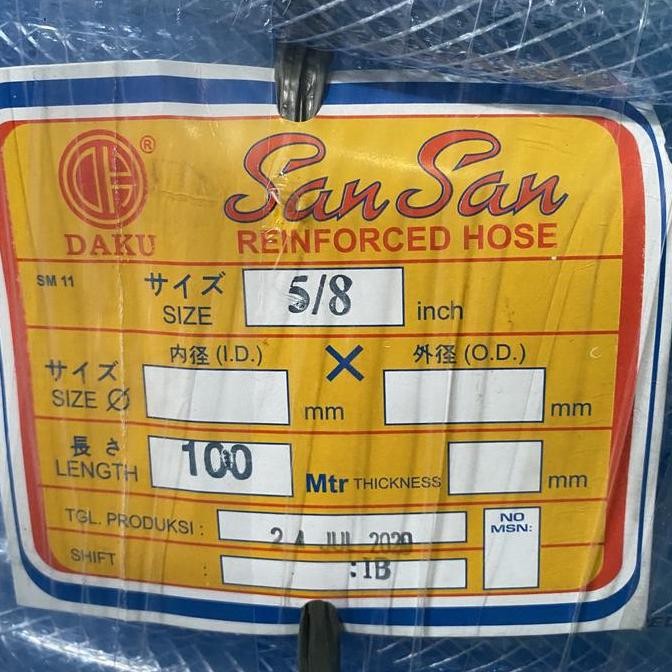 ® San San
DAKU REINFORCED HOSE
SM 11 サイズ 5/8
SIZE inch
内径 (I.D.) × 外径 (O.D.)
サイズ
SIZE Ø mm mm
長さ 100
LENGTH Mtr THICKNESS mm
TGL. PRODUKSI : 24 JUL 2020 NO MSN:
SHIFT : :IB